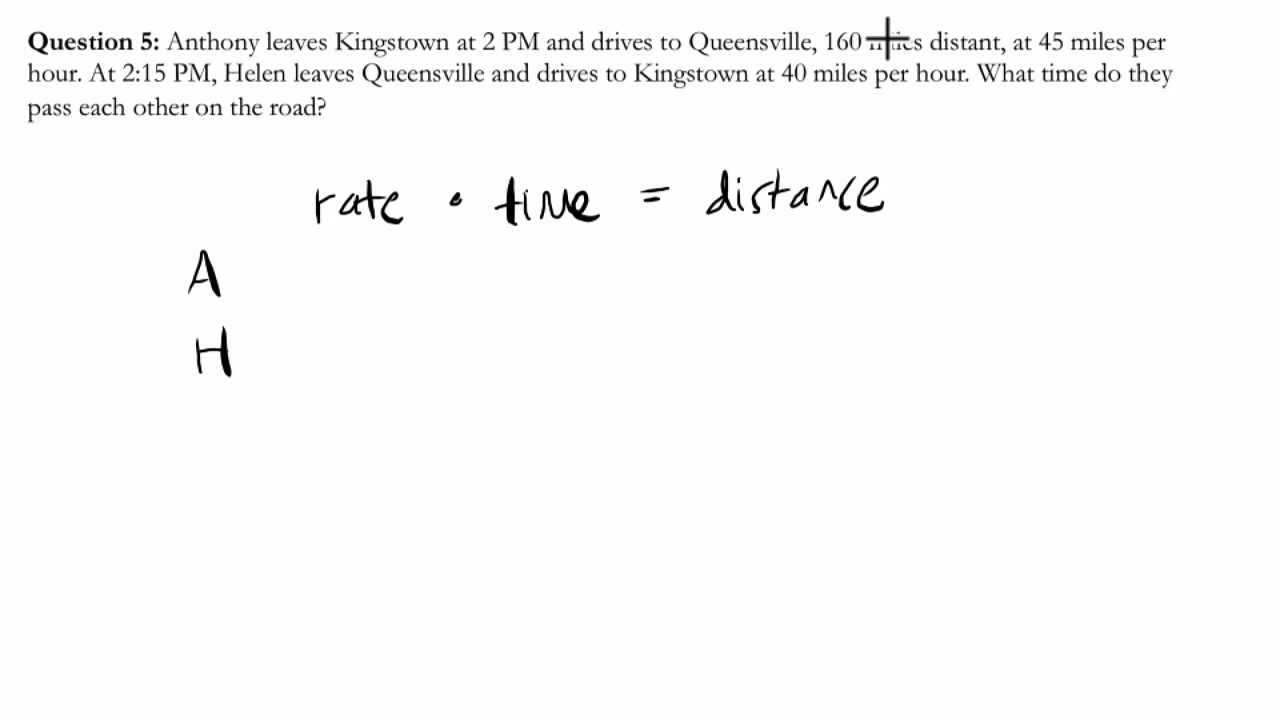 Question 5: Anthony leaves Kingstown at 2 PM and drives to Queensville, 160 distant, at 45 miles per
hour. At 2:15 PM, Helen leaves Queensville and drives to Kingstown at 40 miles per hour. What time do they
pass each other on the road?
rate • time = distance
A
H